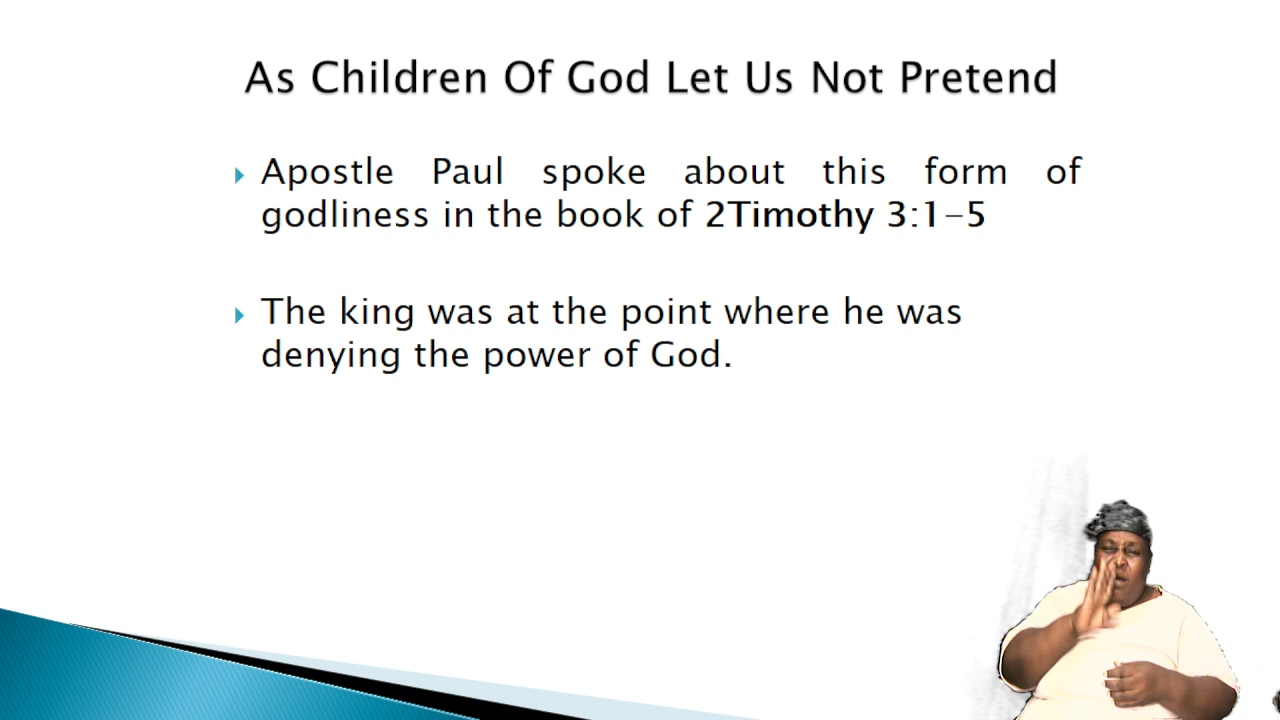 As Children Of God Let Us Not Pretend
Apostle Paul spoke about this form of
godliness in the book of 2Timothy 3:1-5
The king was at the point where he was
denying the power of God.